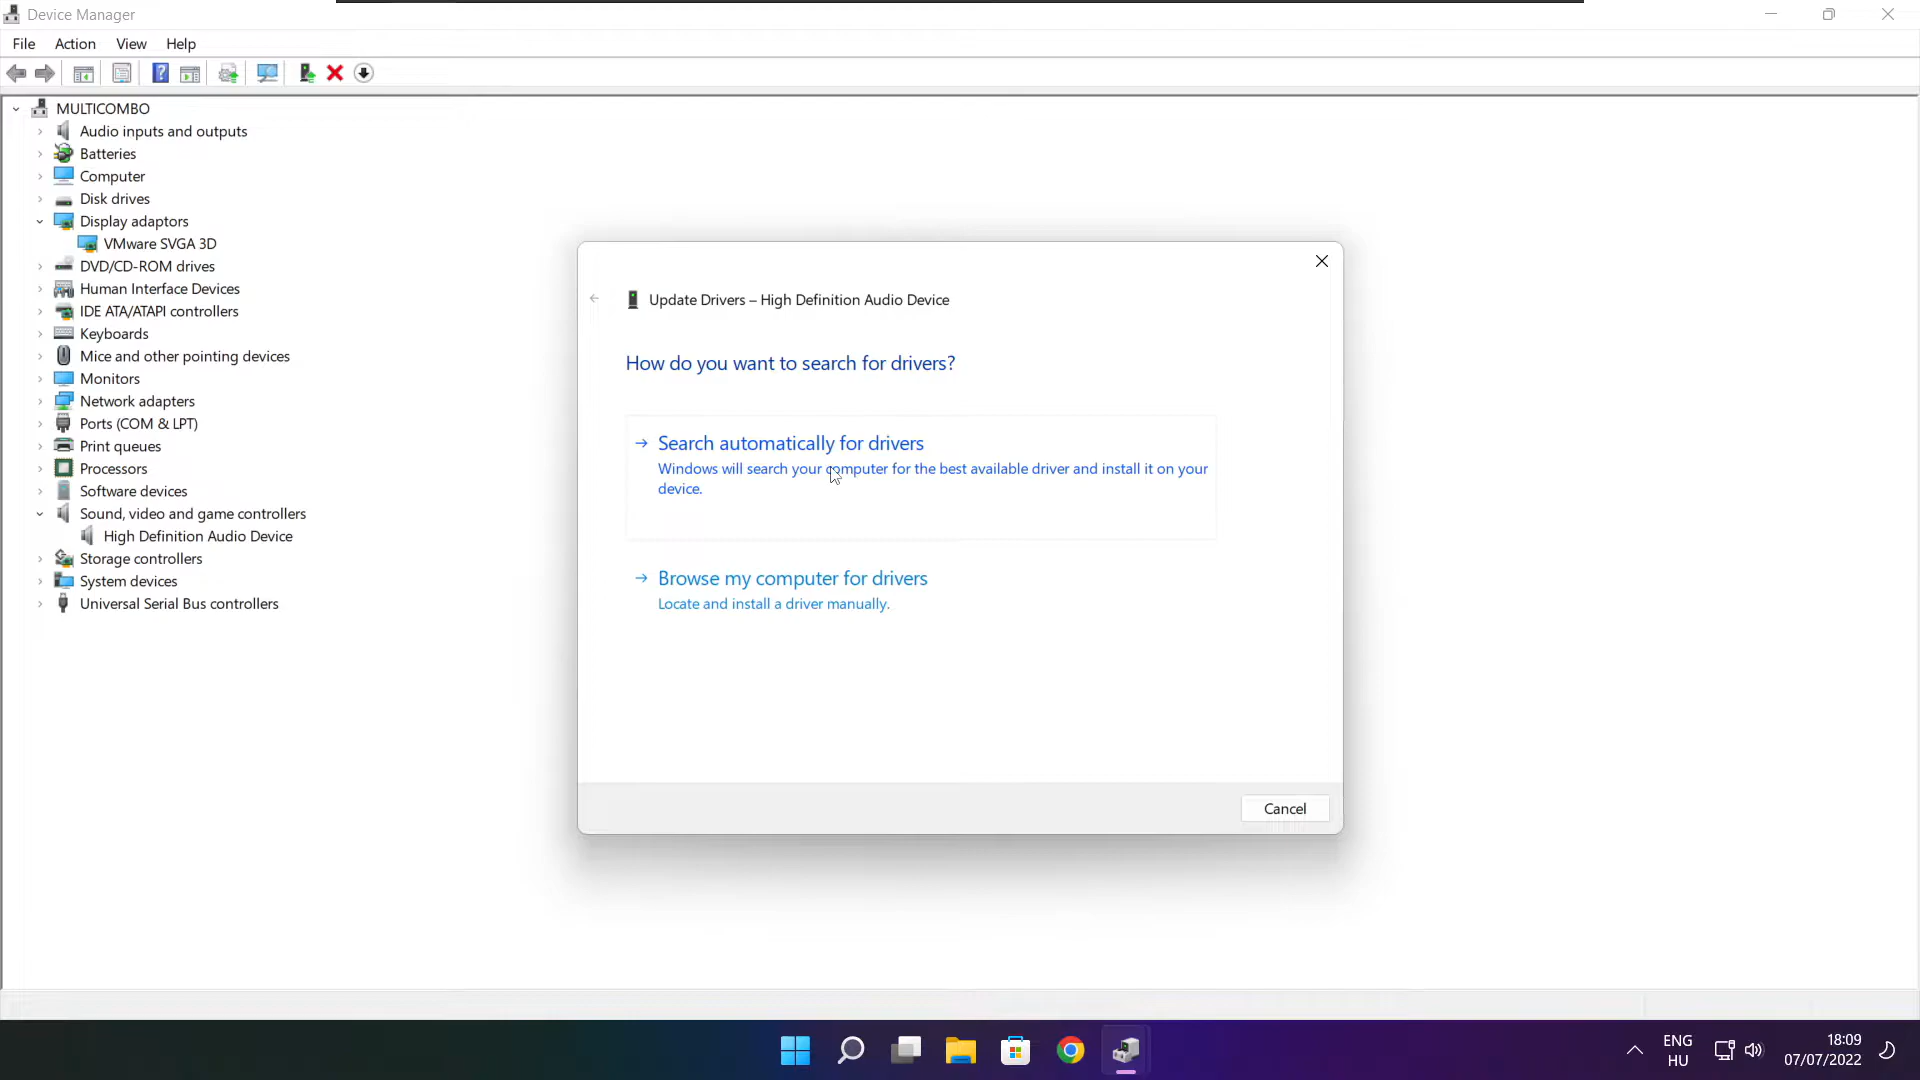 Device Manager
File Action View Help
MULTICOMBO
Audio inputs and outputs
Batteries
Computer
Disk drives
Display adaptors
VMware SVGA 3D
DVD/CD-ROM drives
Human Interface Devices
IDE ATA/ATAPI controllers
Keyboards
Mice and other pointing devices
Monitors
Network adapters
Ports (COM & LPT)
Print queues
Processors
Software devices
Sound, video and game controllers
High Definition Audio Device
Storage controllers
System devices
Universal Serial Bus controllers
Update Drivers – High Definition Audio Device
How do you want to search for drivers?
Search automatically for drivers
Windows will search your computer for the best available driver and install it on your
device.
Browse my computer for drivers
Locate and install a driver manually.
Cancel
ENG
HU
18:09
07/07/2022